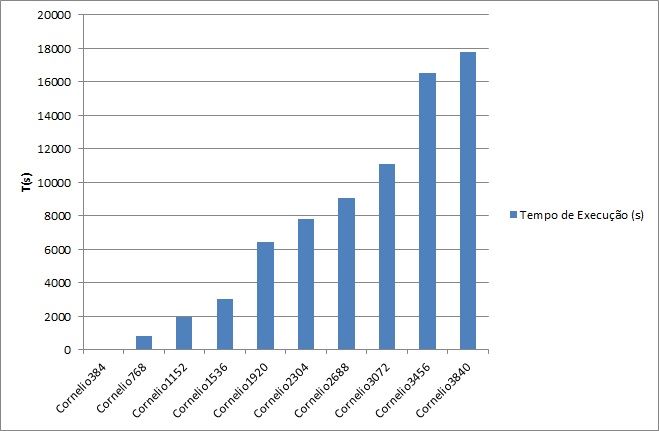 20000
18000
16000
14000
12000
10000
8000
6000
4000
2000
0
T(s)
Cornelio384
Cornelio768
Cornelio1152
Cornelio1536
Cornelio1920
Cornelio2304
Cornelio2688
Cornelio3072
Cornelio3456
Cornelio3840
Tempo de Execução (s)